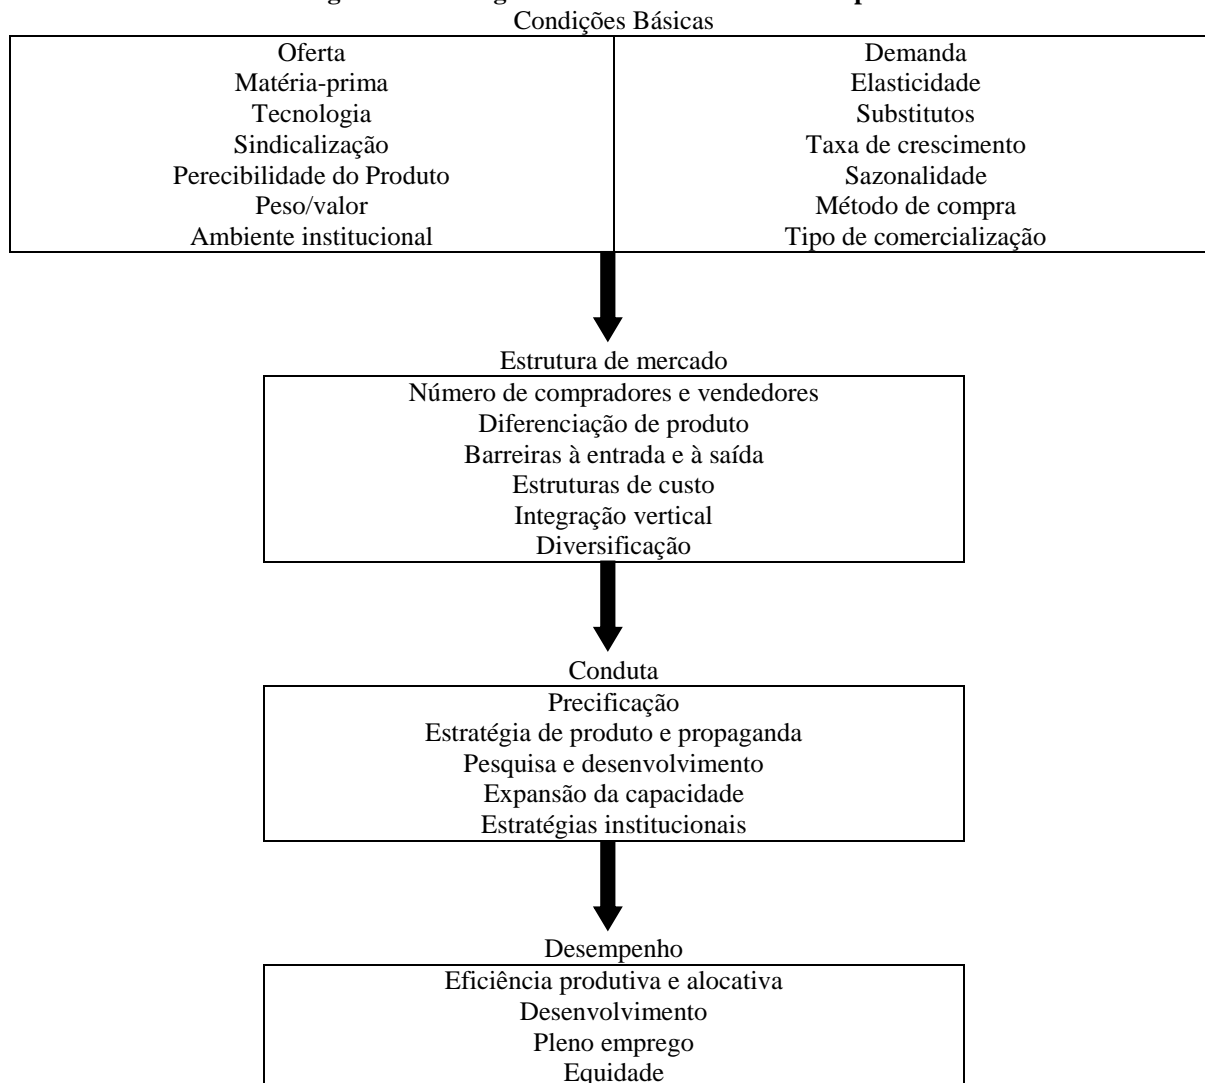 Condições Básicas
Oferta
Matéria-prima
Tecnologia
Sindicalização
Perecibilidade do Produto
Peso/valor
Ambiente institucional
Demanda
Elasticidade
Substitutos
Taxa de crescimento
Sazonalidade
Método de compra
Tipo de comercialização
Estrutura de mercado
Número de compradores e vendedores
Diferenciação de produto
Barreiras à entrada e à saída
Estruturas de custo
Integração vertical
Diversificação
Conduta
Precificação
Estratégia de produto e propaganda
Pesquisa e desenvolvimento
Expansão da capacidade
Estratégias institucionais
Desempenho
Eficiência produtiva e alocativa
Desenvolvimento
Pleno emprego
Equidade